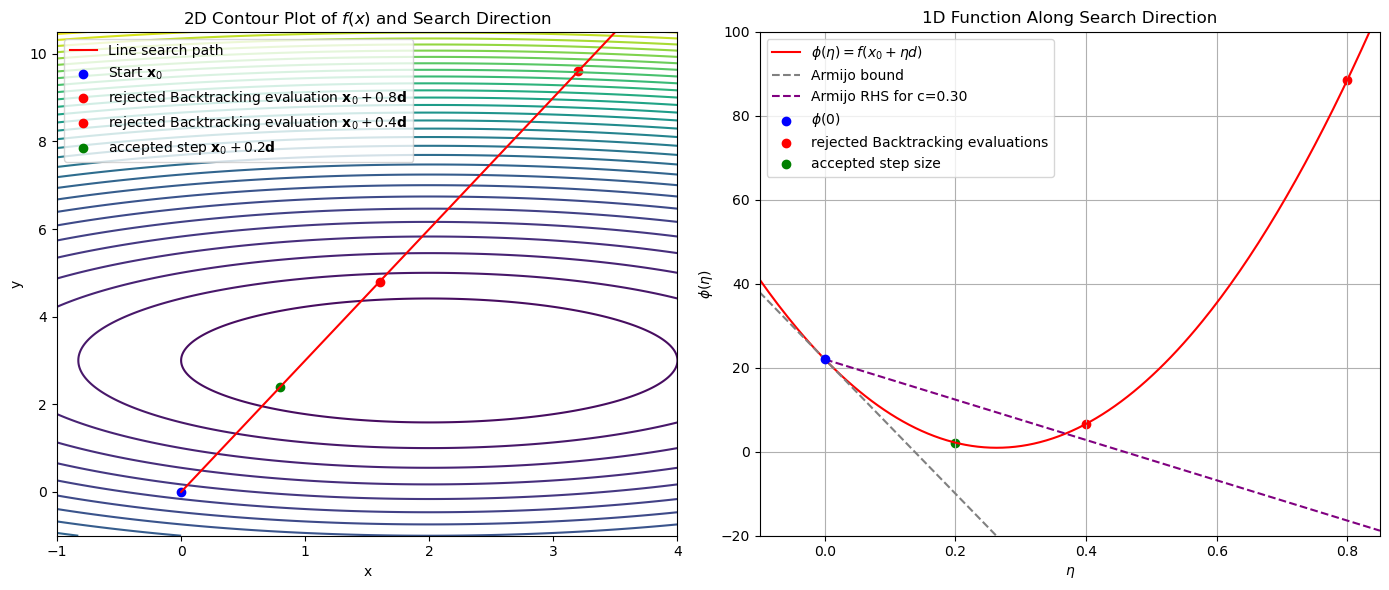 2D Contour Plot of f(x) and Search Direction
Line search path
Start x₀
rejected Backtracking evaluation x₀ + 0.8d
rejected Backtracking evaluation x₀ + 0.4d
accepted step x₀ + 0.2d
10
8
6
4
2
0
y
−1
0
1
2
3
4
x
1D Function Along Search Direction
ϕ(η) = f(x₀ + ηd)
Armijo bound
Armijo RHS for c=0.30
ϕ(0)
rejected Backtracking evaluations
accepted step size
100
80
60
40
20
0
−20
ϕ(η)
0.0
0.2
0.4
0.6
0.8
η